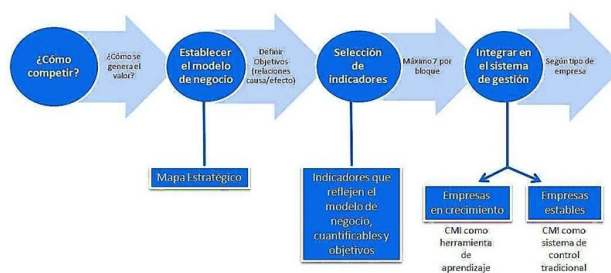 ¿Cómo
competir?
¿Cómo se
genera el
valor?
Establecer
el modelo
de negocio
Definir
Objetivos
(relaciones
causa/efecto)
Selección
de
indicadores
Máximo 7 por
bloque
Integrar en
el sistema
de gestión
Según tipo de
empresa
Mapa Estratégico
Indicadores que
reflejen el
modelo de
negocio,
cuantificables y
objetivos
Empresas
en crecimiento
CMI como
herramienta
de
aprendizaje
Empresas
estables
CMI como
sistema de
control
tradicional